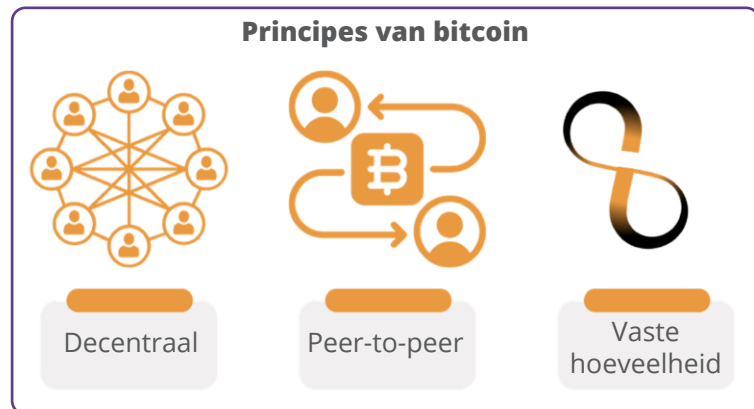 Principes van bitcoin
Decentraal
Peer-to-peer
Vaste
hoeveelheid